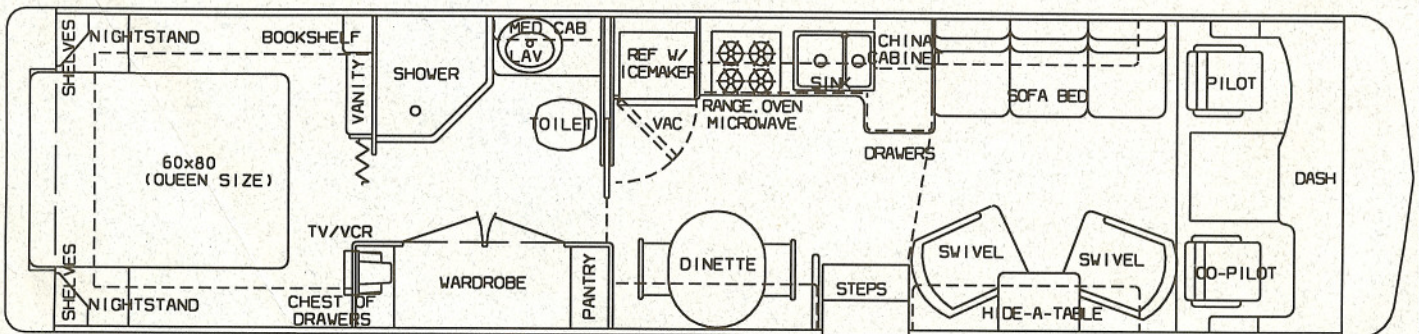 SHELVES
NIGHTSTAND
BOOKSHELF
VANITY
SHOWER
MED CAB
LAV
TOILET
REF W/
ICEMAKER
VAC
RANGE, OVEN
MICROWAVE
SINK
CHINA
CABINET
DRAWERS
SOFA BED
PILOT
DASH
60x80
(QUEEN SIZE)
SHELVES
NIGHTSTAND
TV/VCR
CHEST OF
DRAWERS
WARDROBE
PANTRY
DINETTE
STEPS
SWIVEL
SWIVEL
HIDE-A-TABLE
CO-PILOT